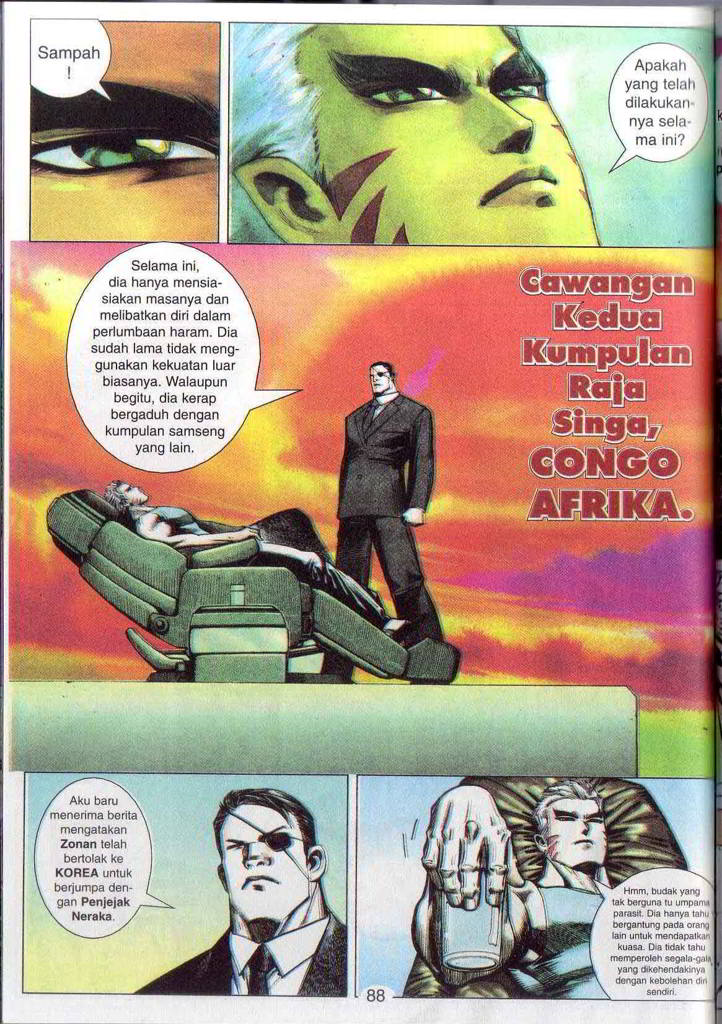 Sampah
!
Apakah
yang telah
dilakukan-
nya sela-
ma ini?
Selama ini,
dia hanya mensia-
siakan masanya dan
melibatkan diri dalam
perlumbaan haram. Dia
sudah lama tidak meng-
gunakan kekuatan luar
biasanya. Walaupun
begitu, dia kerap
bergaduh dengan
kumpulan samseng
yang lain.
Cawangan
Kedua
Kumpulan
Raja
Singa,
CONGO
AFRIKA.
Aku baru
menerima berita
mengatakan
Zonan telah
bertolak ke
KOREA untuk
berjumpa den-
gan Penjejak
Neraka.
Hmm, budak yang
tak berguna tu umpama
parasit. Dia hanya tahu
bergantung pada orang
lain untuk mendapatkan
kuasa. Dia tidak tahu
memperoleh segala-gala
yang dikehendakinya
dengan kebolehan diri
sendiri.
88